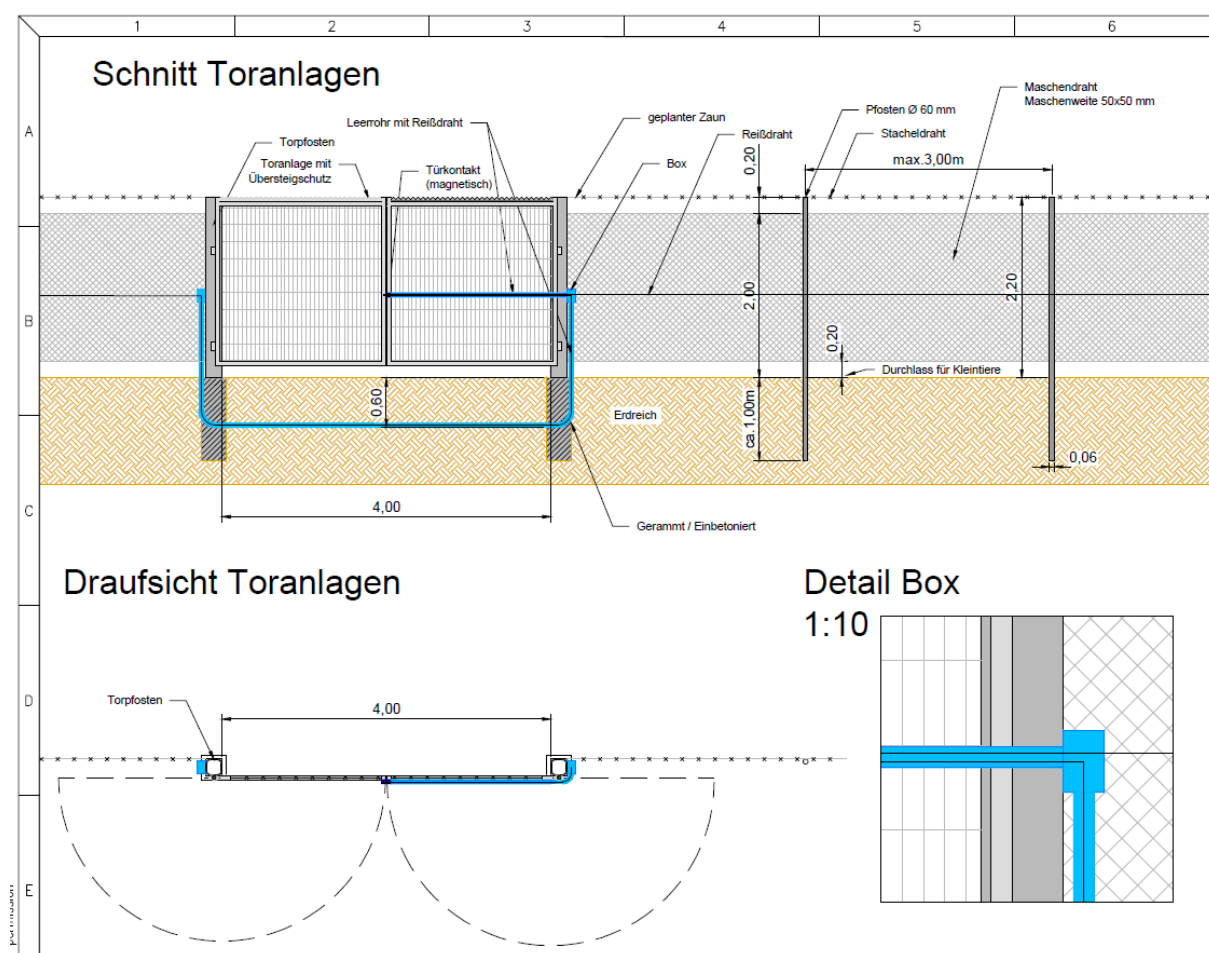 1 2 3 4 5 6
Schnitt Toranlagen
A
B
C
D
E
Leerrohr mit Reißdraht
Torpfosten
Toranlage mit
Übersteigschutz
Türkontakt
(magnetisch)
geplanter Zaun
Box
Reißdraht
Pfosten Ø 60 mm
Stacheldraht
Maschendraht
Maschenweite 50x50 mm
max.3,00m
0,20
2,00
2,20
0,20
Durchlass für Kleintiere
0,60
Erdreich
ca.1,00m
0,06
4,00
Gerammt / Einbetoniert
Draufsicht Toranlagen
Torpfosten
4,00
Detail Box
1:10
permission